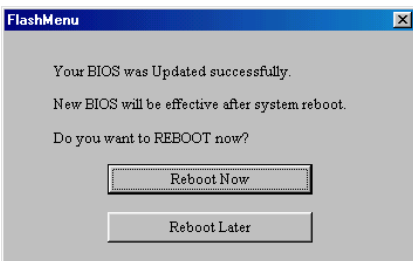 FlashMenu
Your BIOS was Updated successfully.
New BIOS will be effective after system reboot.
Do you want to REBOOT now?
Reboot Now
Reboot Later